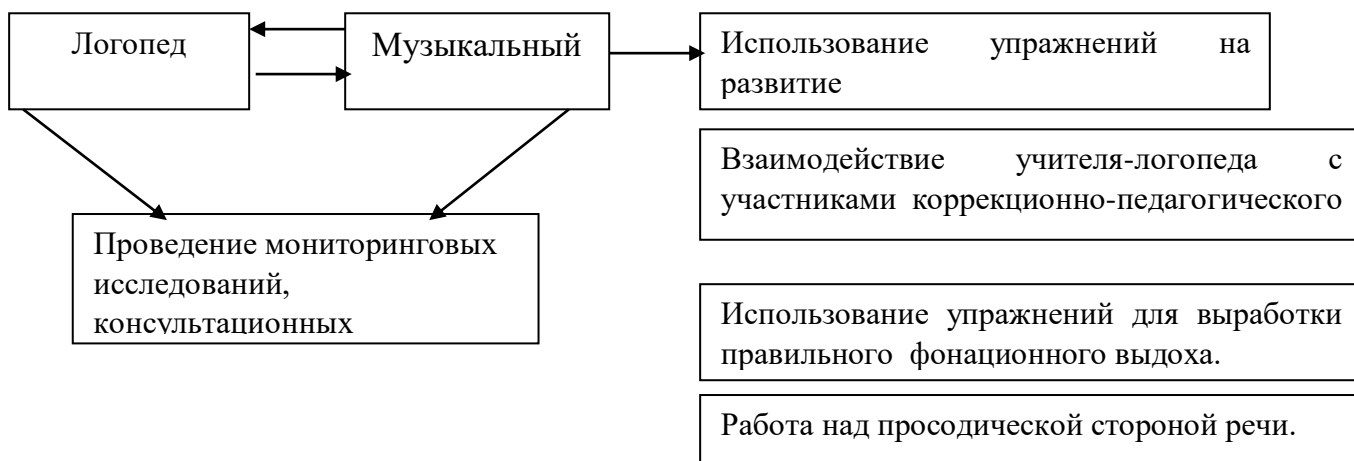 Логопед
Музыкальный
Использование упражнений на
развитие
Взаимодействие учителя-логопеда с
участниками коррекционно-педагогического
Проведение мониторинговых
исследований,
консультационных
Использование упражнений для выработки
правильного фонационного выдоха.
Работа над просодической стороной речи.